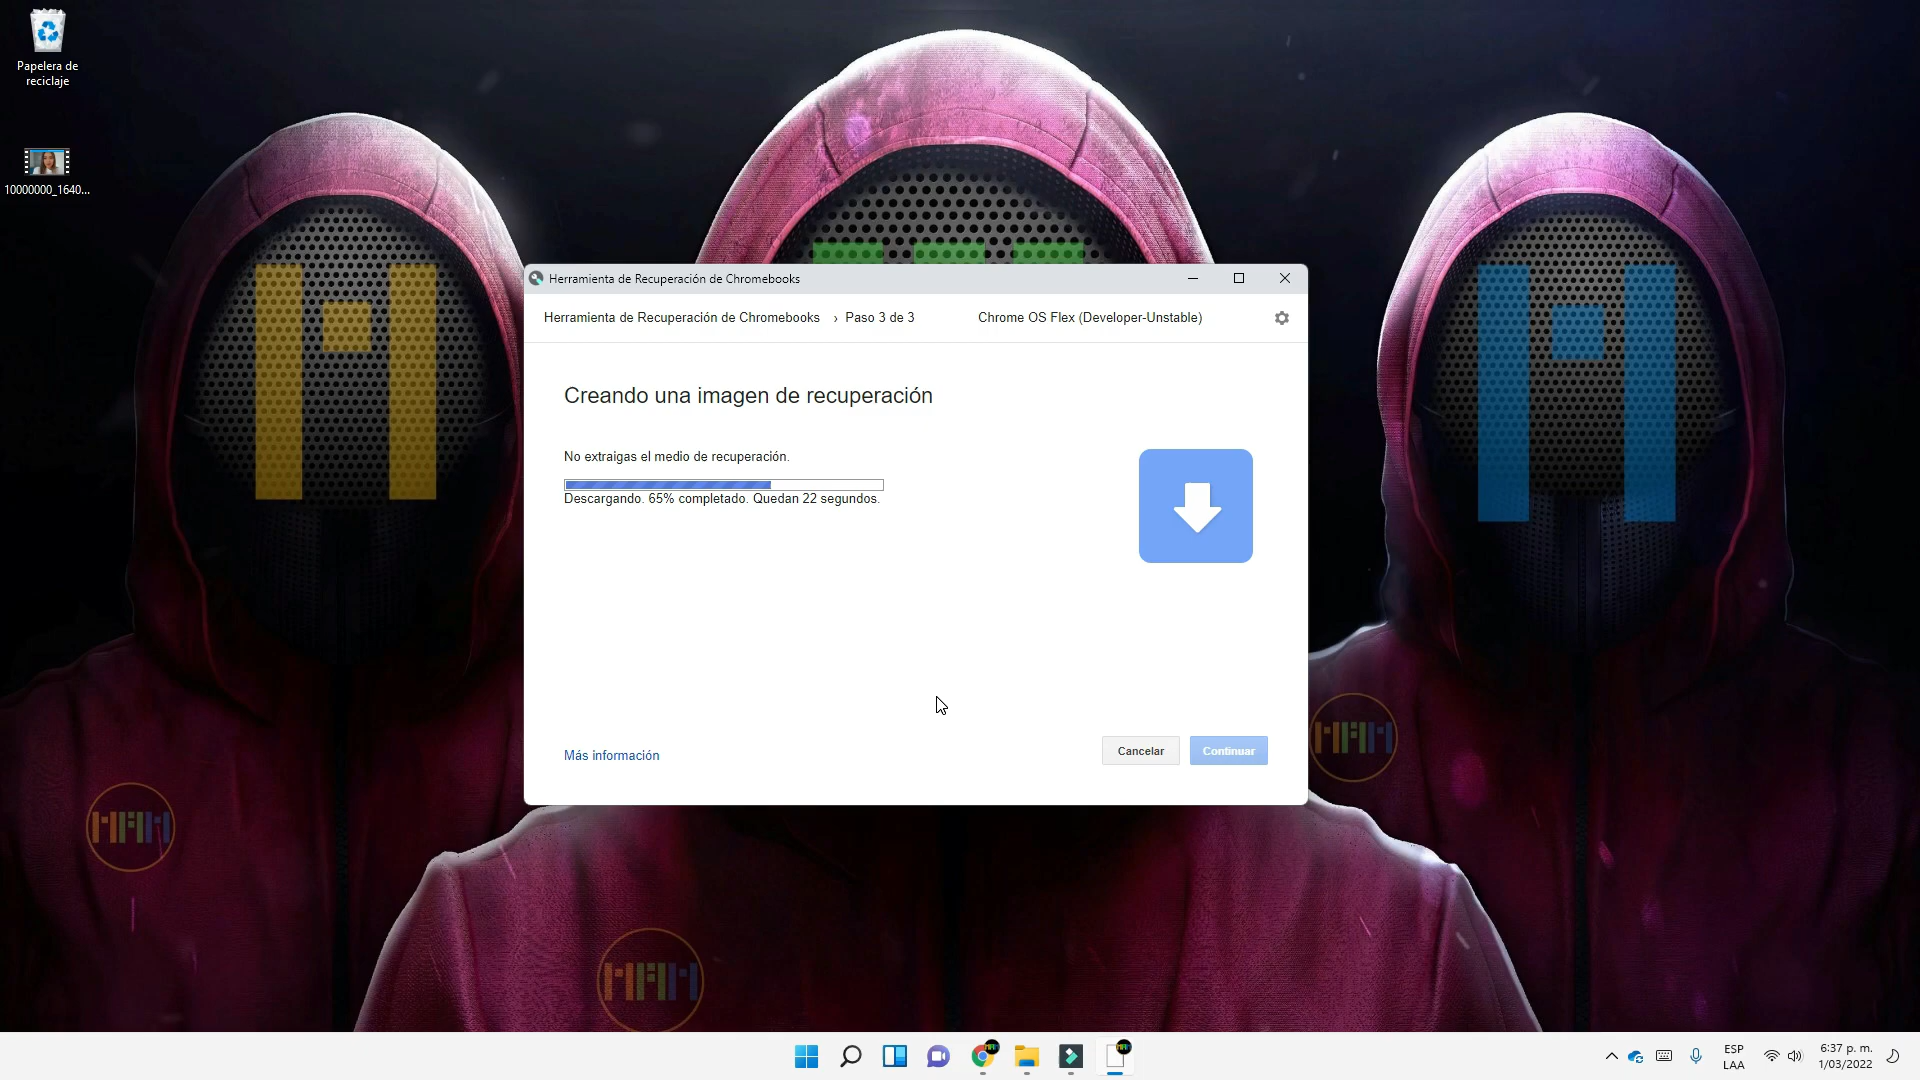 Papelera de
reciclaje
10000000_1640...
Herramienta de Recuperación de Chromebooks
Herramienta de Recuperación de Chromebooks › Paso 3 de 3
Chrome OS Flex (Developer-Unstable)
Creando una imagen de recuperación
No extraigas el medio de recuperación.
Descargando. 65% completado. Quedan 22 segundos.
Más información
Cancelar
Continuar
ESP
LAA
6:37 p. m.
1/03/2022